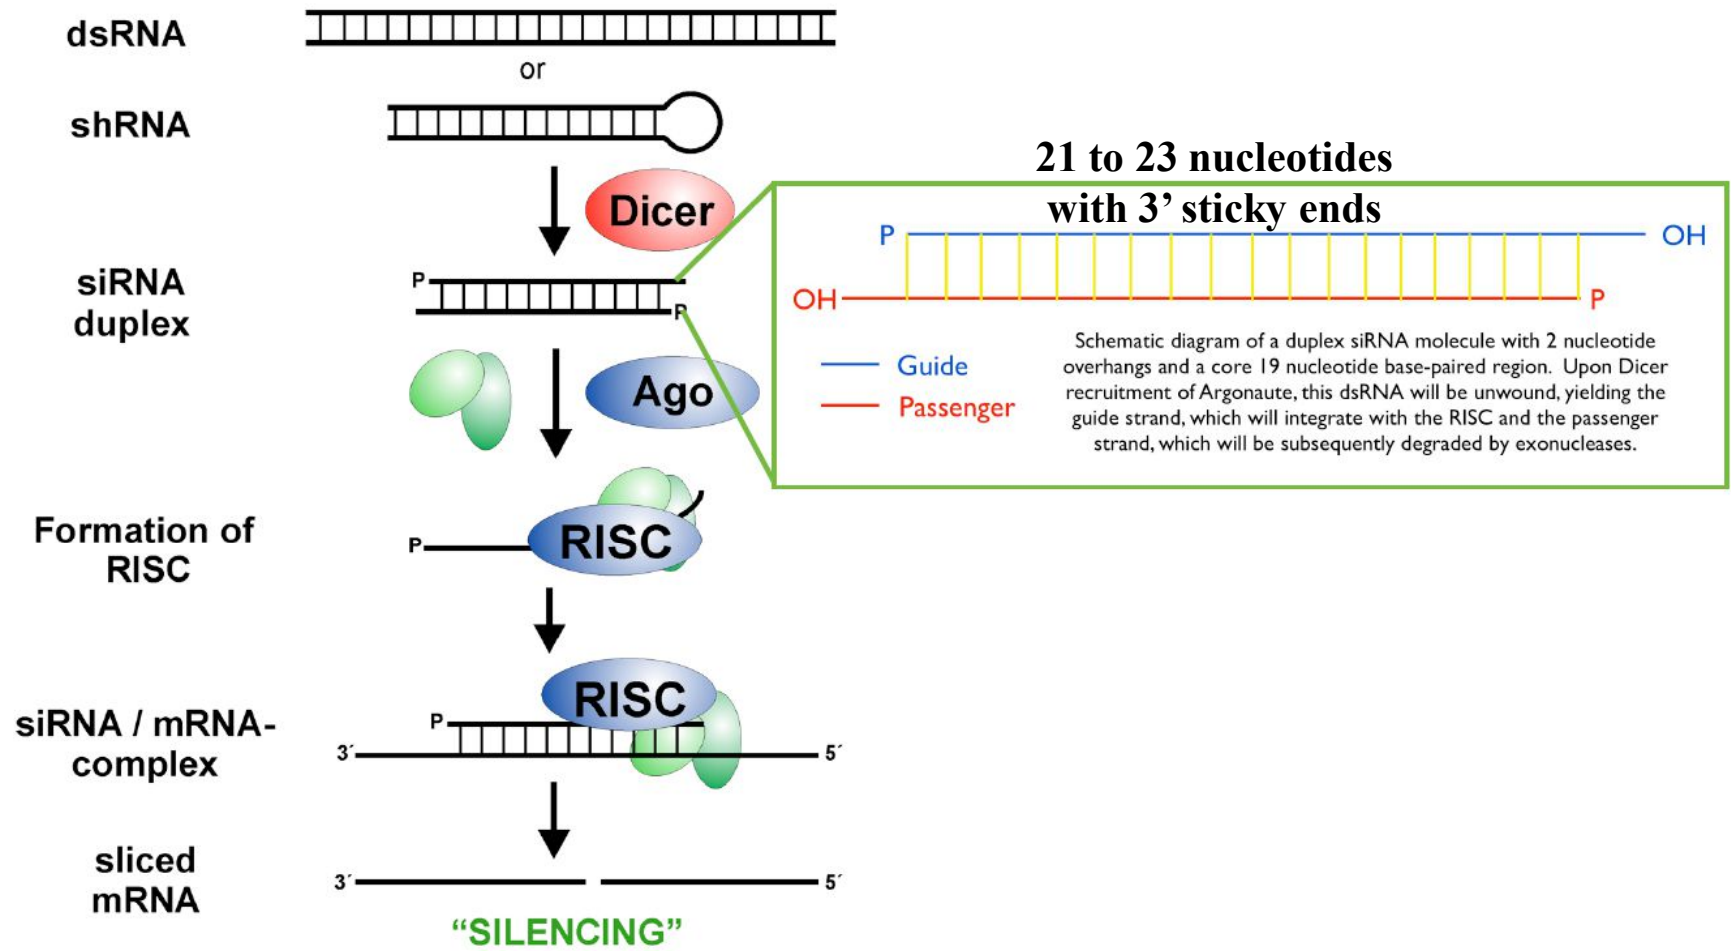 dsRNA
or
shRNA
Dicer
21 to 23 nucleotides
with 3’ sticky ends
P
OH
OH
P
Guide
Passenger
Schematic diagram of a duplex siRNA molecule with 2 nucleotide
overhangs and a core 19 nucleotide base-paired region. Upon Dicer
recruitment of Argonaute, this dsRNA will be unwound, yielding the
guide strand, which will integrate with the RISC and the passenger
strand, which will be subsequently degraded by exonucleases.
siRNA
duplex
P
P
Ago
Formation of
RISC
P
RISC
siRNA / mRNA-
complex
RISC
P
3´
5´
sliced
mRNA
3´
5´
“SILENCING”